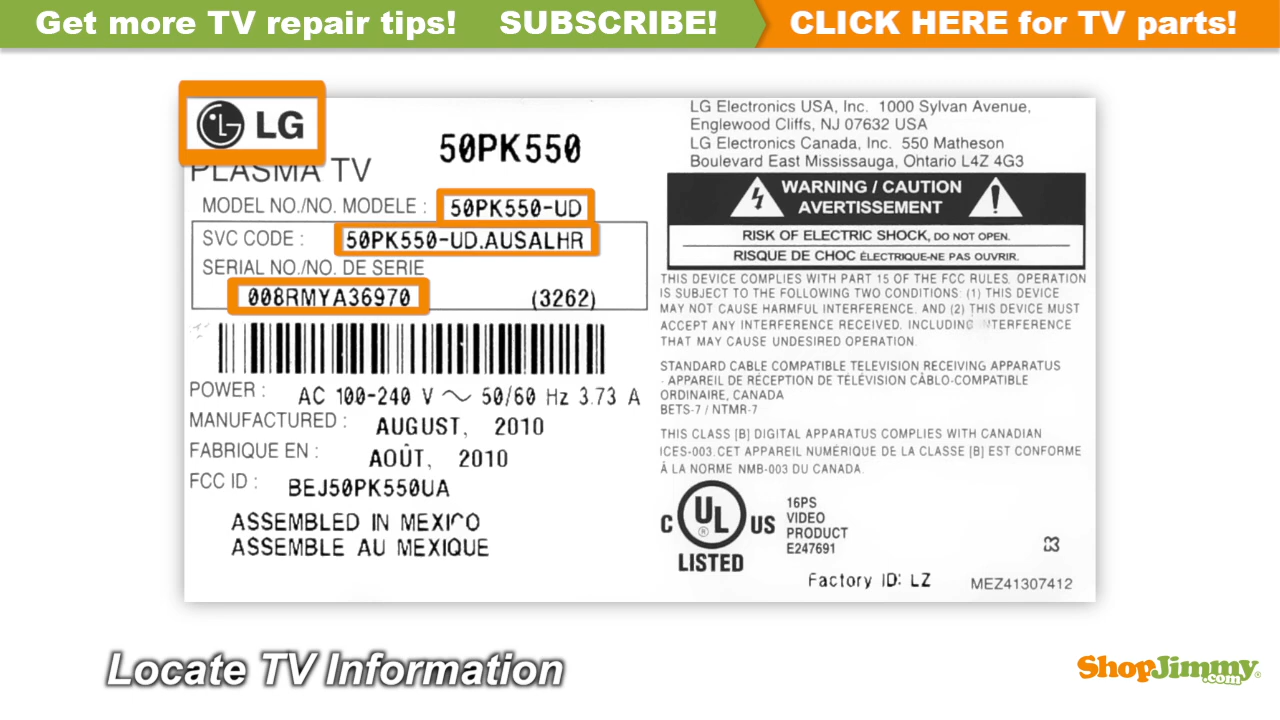 Get more TV repair tips! SUBSCRIBE! CLICK HERE for TV parts!
LG
50PK550
PLASMA TV
MODEL NO./NO. MODELE : 50PK550-UD
SVC CODE : 50PK550-UD.AUSALHR
SERIAL NO./NO. DE SERIE
008RMYA36970 (3262)
POWER : AC 100-240 V ~ 50/60 Hz 3.73 A
MANUFACTURED : AUGUST, 2010
FABRIQUE EN : AOÛT, 2010
FCC ID : BEJ50PK550UA
ASSEMBLED IN MEXICO
ASSEMBLE AU MEXIQUE
LG Electronics USA, Inc. 1000 Sylvan Avenue,
Englewood Cliffs, NJ 07632 USA
LG Electronics Canada, Inc. 550 Matheson
Boulevard East Mississauga, Ontario L4Z 4G3
WARNING / CAUTION
AVERTISSEMENT
RISK OF ELECTRIC SHOCK, DO NOT OPEN.
RISQUE DE CHOC ÉLECTRIQUE-NE PAS OUVRIR.
THIS DEVICE COMPLIES WITH PART 15 OF THE FCC RULES. OPERATION
IS SUBJECT TO THE FOLLOWING TWO CONDITIONS: (1) THIS DEVICE
MAY NOT CAUSE HARMFUL INTERFERENCE. AND (2) THIS DEVICE MUST
ACCEPT ANY INTERFERENCE RECEIVED. INCLUDING INTERFERENCE
THAT MAY CAUSE UNDESIRED OPERATION.
STANDARD CABLE COMPATIBLE TELEVISION RECEIVING APPARATUS
- APPAREIL DE RÉCEPTION DE TÉLÉVISION CÂBLO-COMPATIBLE
ORDINAIRE, CANADA
BETS-7 / NTMR-7
THIS CLASS [B] DIGITAL APPARATUS COMPLIES WITH CANADIAN
ICES-003.CET APPAREIL NUMÉRIQUE DE LA CLASSE [B] EST CONFORME
À LA NORME NMB-003 DU CANADA.
C UL ® US
LISTED
16PS
VIDEO
PRODUCT
E247691
Factory ID: LZ
MEZ41307412
Locate TV Information
ShopJimmy.com®